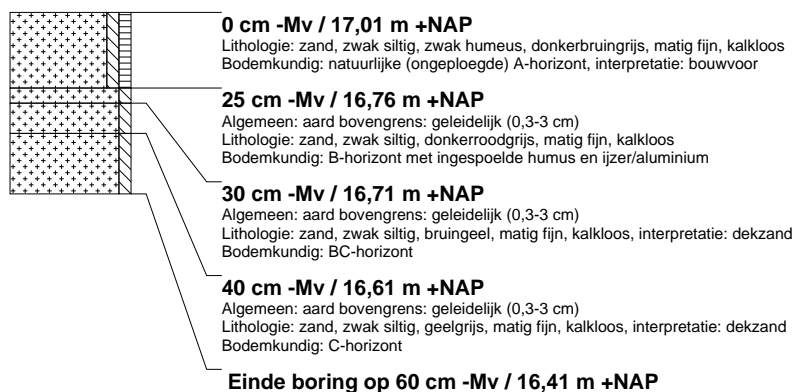 0 cm -Mv / 17,01 m +NAP
Lithologie: zand, zwak siltig, zwak humeus, donkerbruingrijs, matig fijn, kalkloos
Bodemkundig: natuurlijke (ongeploegde) A-horizont, interpretatie: bouwvoor
25 cm -Mv / 16,76 m +NAP
Algemeen: aard bovengrens: geleidelijk (0,3-3 cm)
Lithologie: zand, zwak siltig, donkerroodgrijs, matig fijn, kalkloos
Bodemkundig: B-horizont met ingespoelde humus en ijzer/aluminium
30 cm -Mv / 16,71 m +NAP
Algemeen: aard bovengrens: geleidelijk (0,3-3 cm)
Lithologie: zand, zwak siltig, bruingeel, matig fijn, kalkloos, interpretatie: dekzand
Bodemkundig: BC-horizont
40 cm -Mv / 16,61 m +NAP
Algemeen: aard bovengrens: geleidelijk (0,3-3 cm)
Lithologie: zand, zwak siltig, geelgrijs, matig fijn, kalkloos, interpretatie: dekzand
Bodemkundig: C-horizont
Einde boring op 60 cm -Mv / 16,41 m +NAP